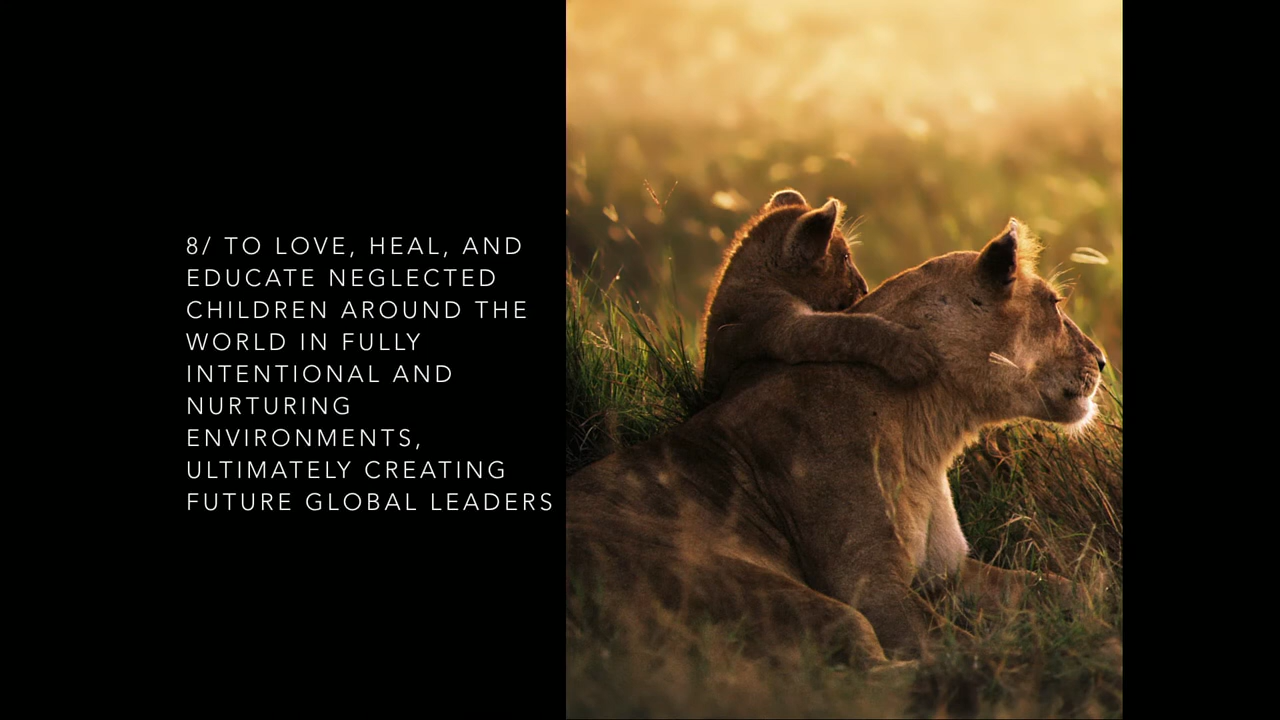 8/ TO LOVE, HEAL, AND
EDUCATE NEGLECTED
CHILDREN AROUND THE
WORLD IN FULLY
INTENTIONAL AND
NURTURING
ENVIRONMENTS,
ULTIMATELY CREATING
FUTURE GLOBAL LEADERS